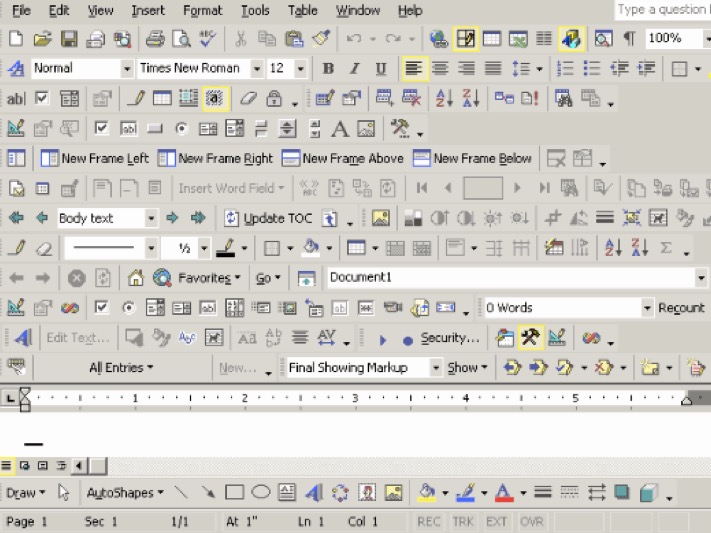 File Edit View Insert Format Tools Table Window Help Type a question
100%
Normal Times New Roman 12 B I U
ab|
ab| A
New Frame Left New Frame Right New Frame Above New Frame Below
Insert Word Field
Body text Update TOC
½
Favorites Go Document1
0 Words Recount
Edit Text... Security...
All Entries New... Final Showing Markup Show
L 1 2 3 4 5
Draw AutoShapes A
Page 1 Sec 1 1/1 At 1" Ln 1 Col 1 REC TRK EXT OVR